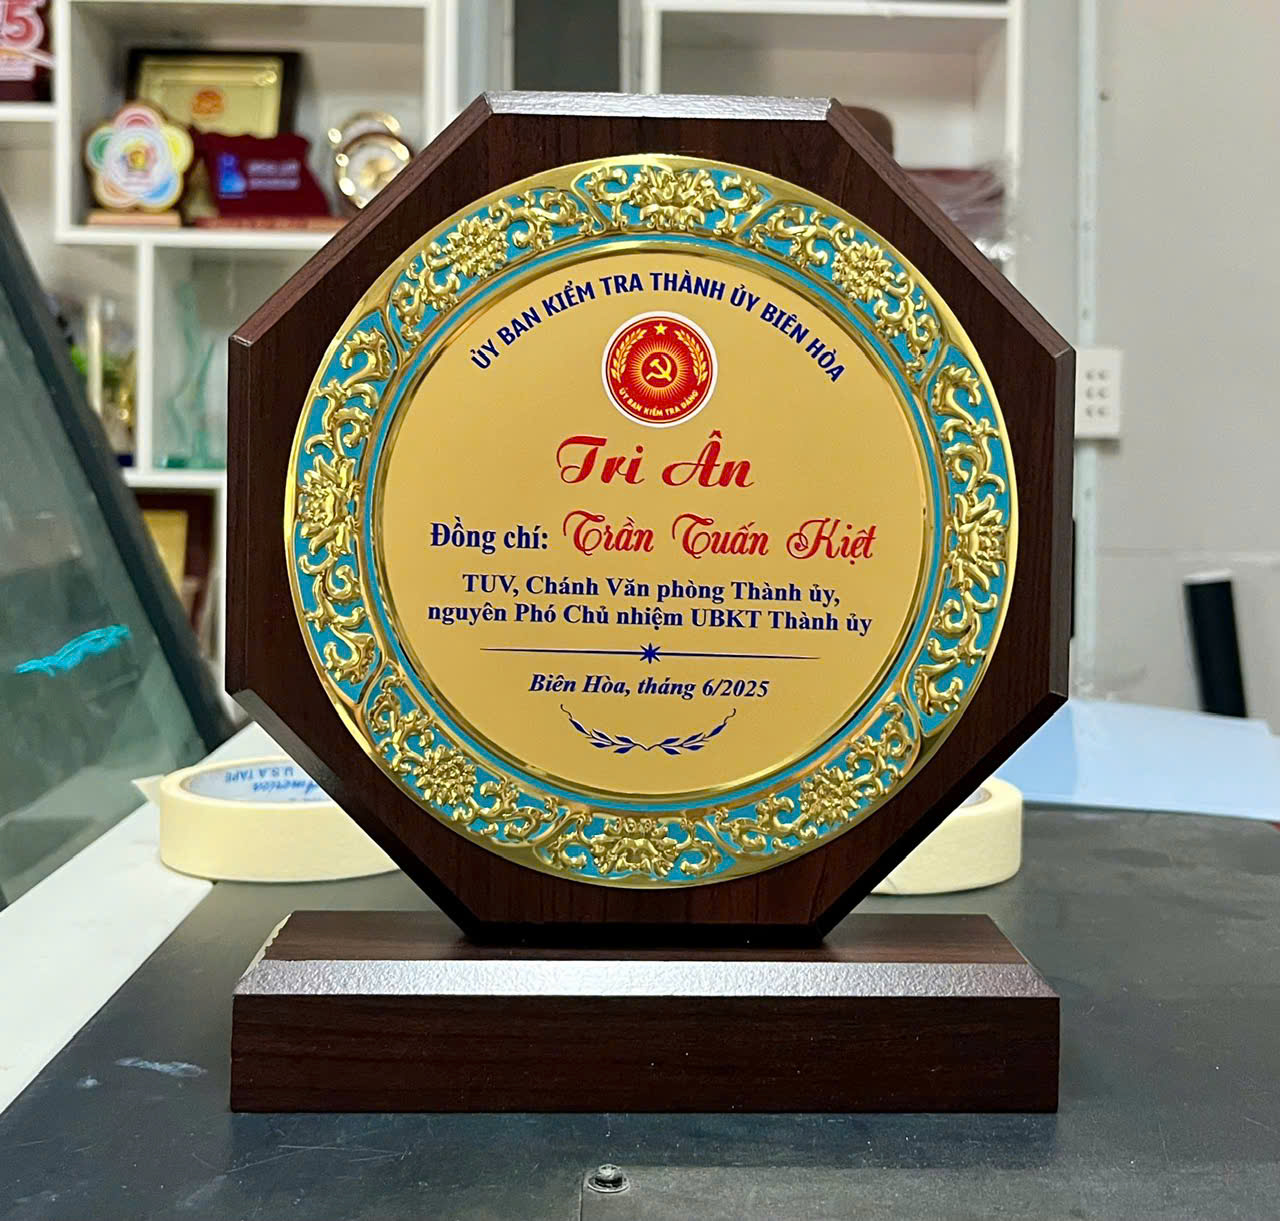 ỦY BAN KIỂM TRA THÀNH ỦY BIÊN HÒA
ỦY BAN KIỂM TRA ĐẢNG
Tri Ân
Đồng chí: Trần Tuấn Kiệt
TUV, Chánh Văn phòng Thành ủy,
nguyên Phó Chủ nhiệm UBKT Thành ủy
Biên Hòa, tháng 6/2025
America
U.S.A TAPE